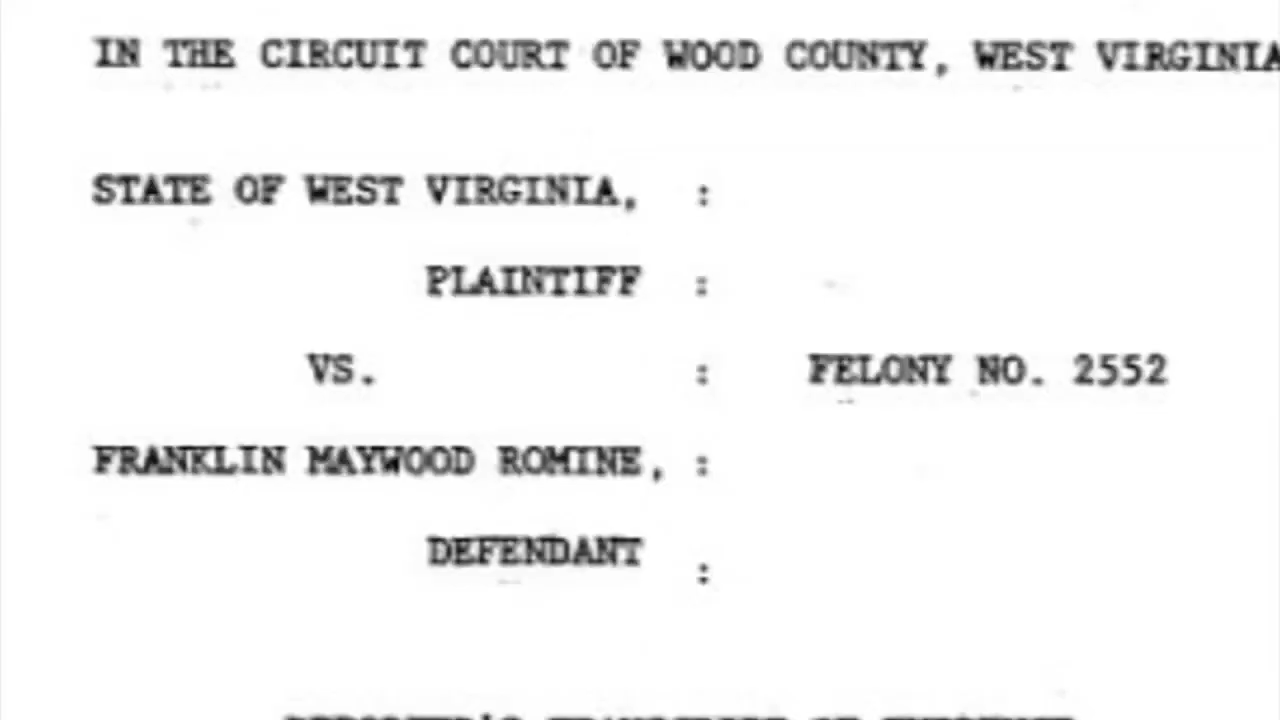 IN THE CIRCUIT COURT OF WOOD COUNTY, WEST VIRGINIA
STATE OF WEST VIRGINIA, :
PLAINTIFF :
VS. : FELONY NO. 2552
FRANKLIN MAYWOOD ROMINE, :
DEFENDANT :